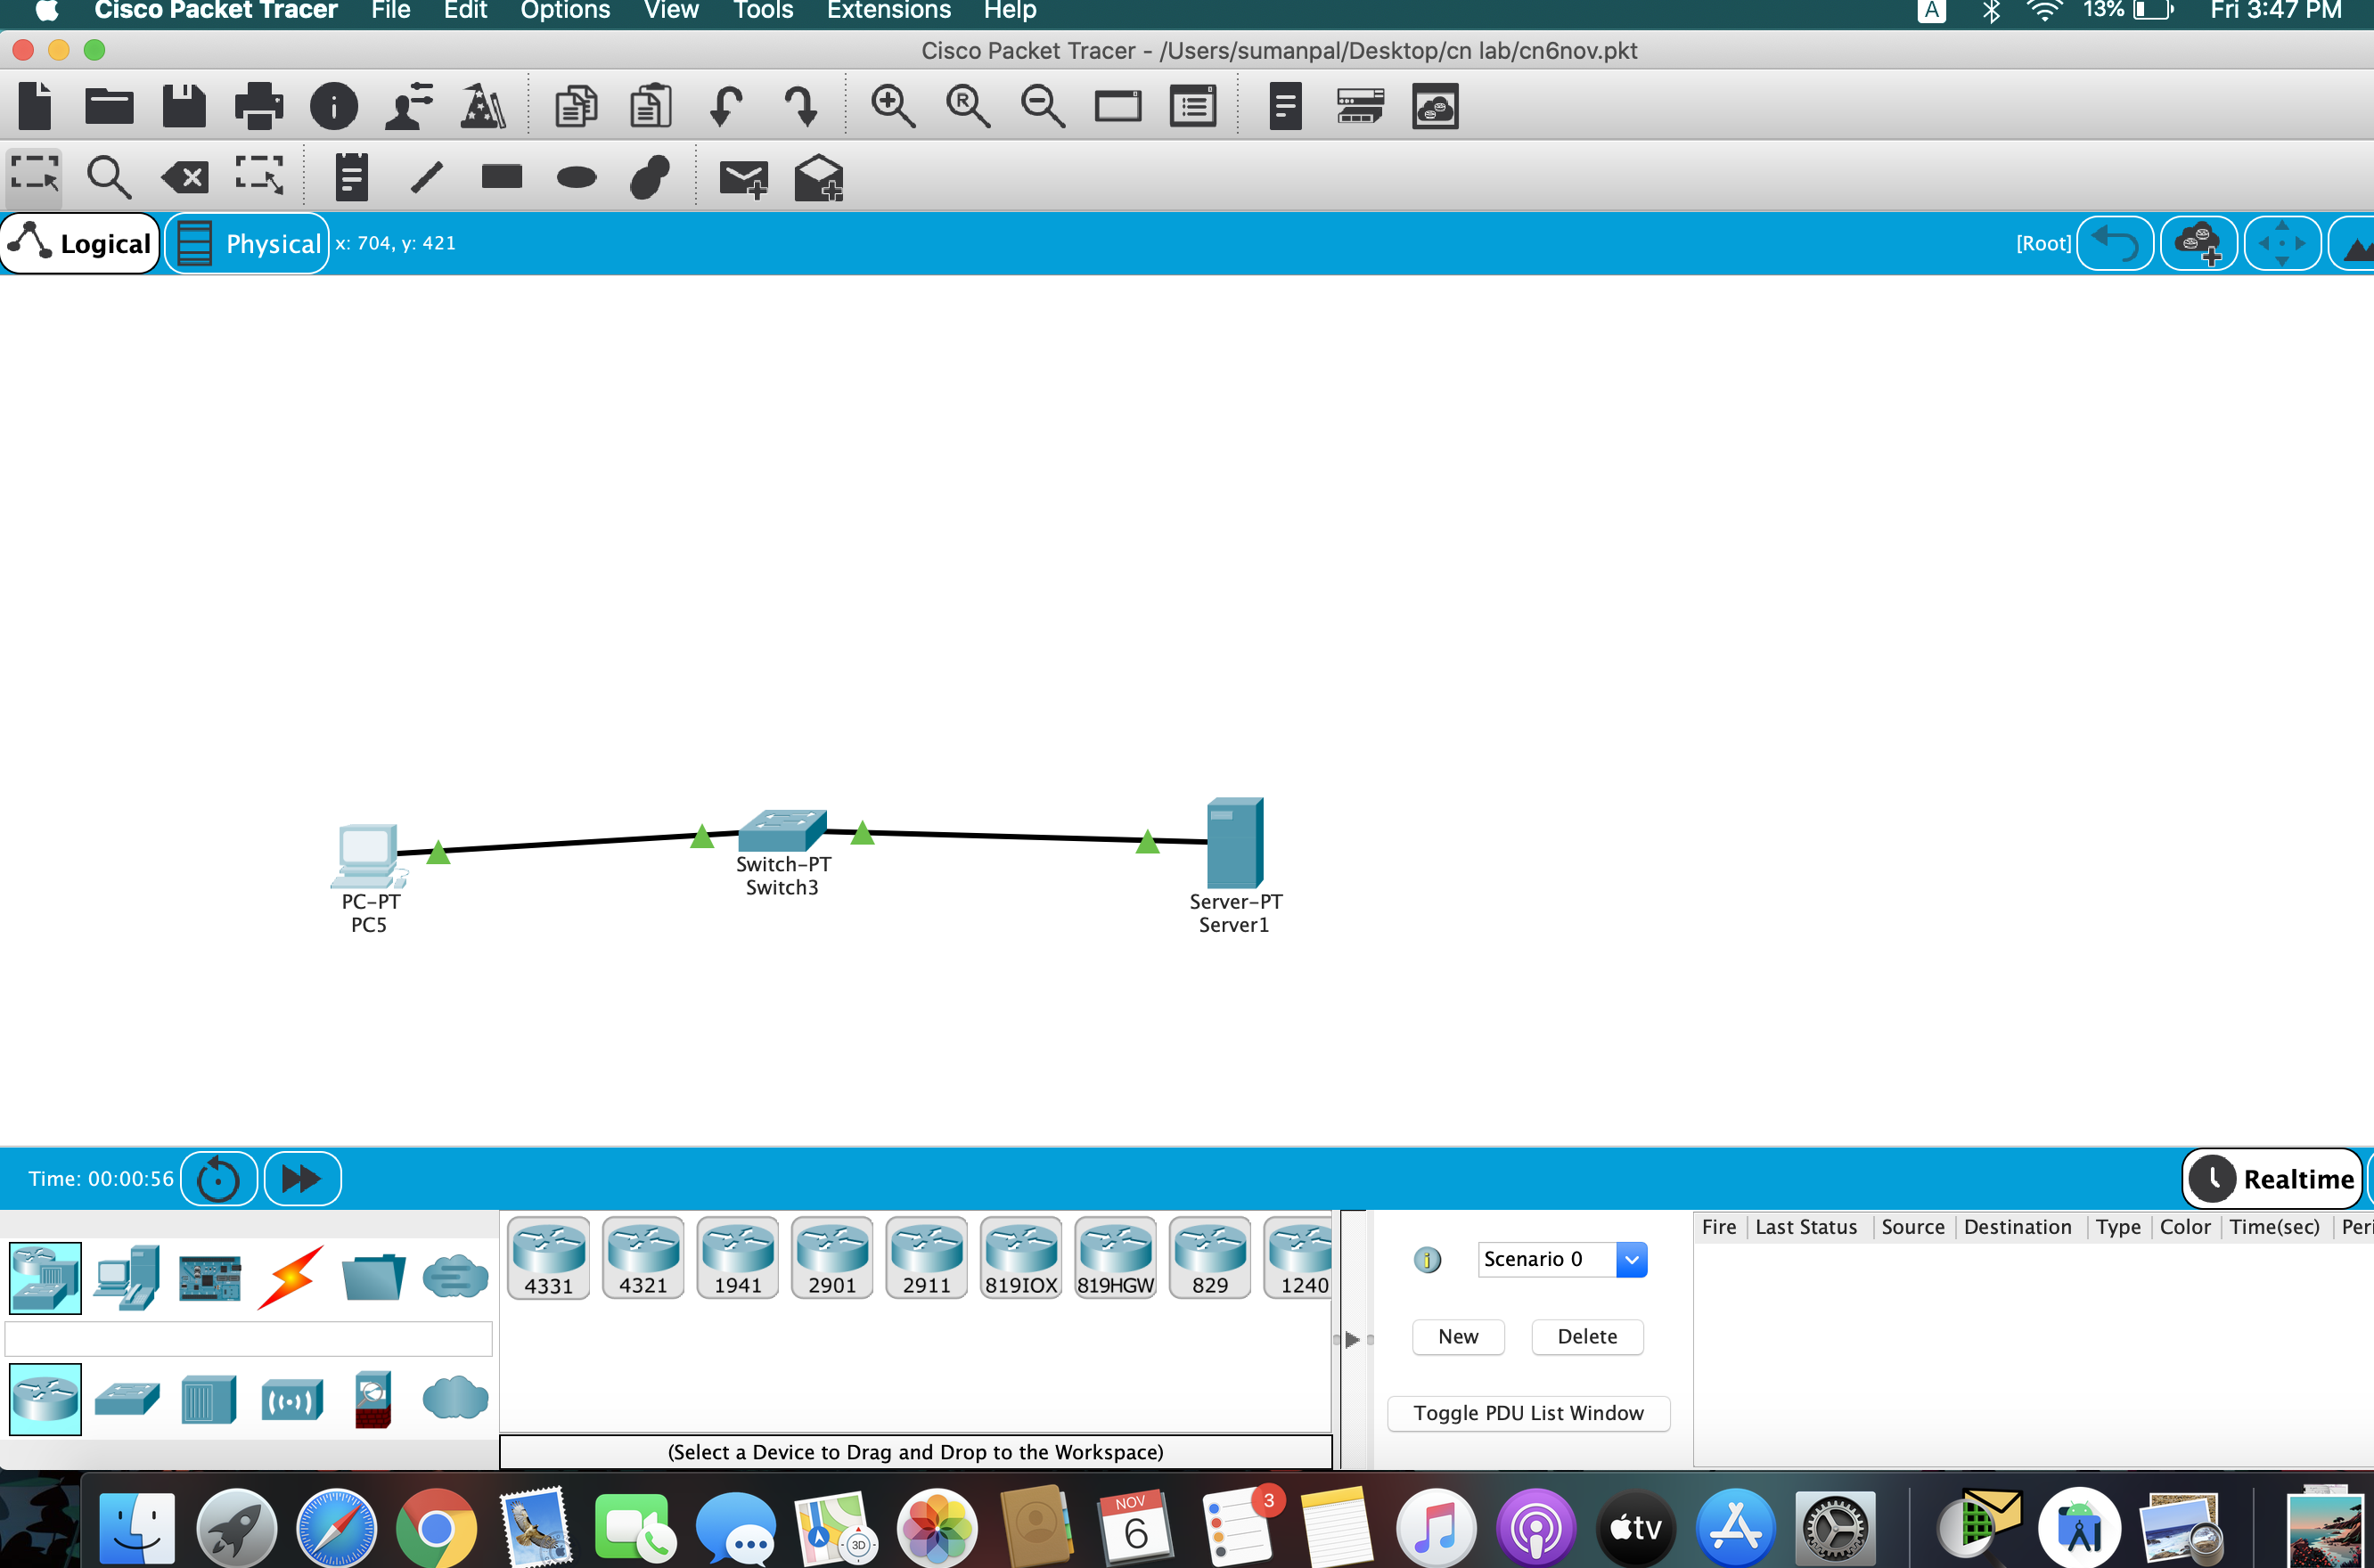 Cisco Packet Tracer File Edit Options View Tools Extensions Help A 13% Fri 3:47 PM
Cisco Packet Tracer - /Users/sumanpal/Desktop/cn lab/cn6nov.pkt
Logical Physical x: 704, y: 421 [Root]
PC-PT
PC5
Switch-PT
Switch3
Server-PT
Server1
Time: 00:00:56 Realtime
4331 4321 1941 2901 2911 819IOX 819HGW 829 1240
Scenario 0
New Delete
Toggle PDU List Window
Fire Last Status Source Destination Type Color Time(sec) Peri
(Select a Device to Drag and Drop to the Workspace)
NOV
6
3
3D
tv